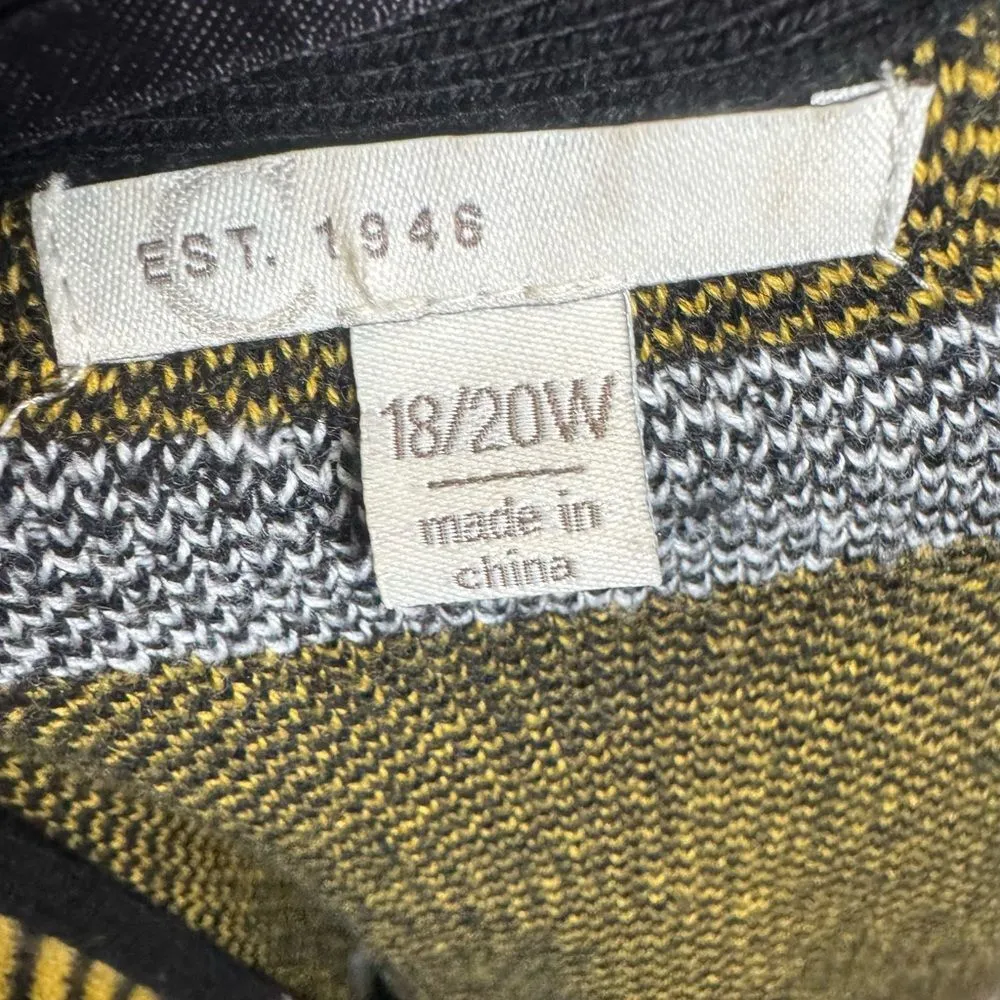 EST. 1946
18/20W
made in
china